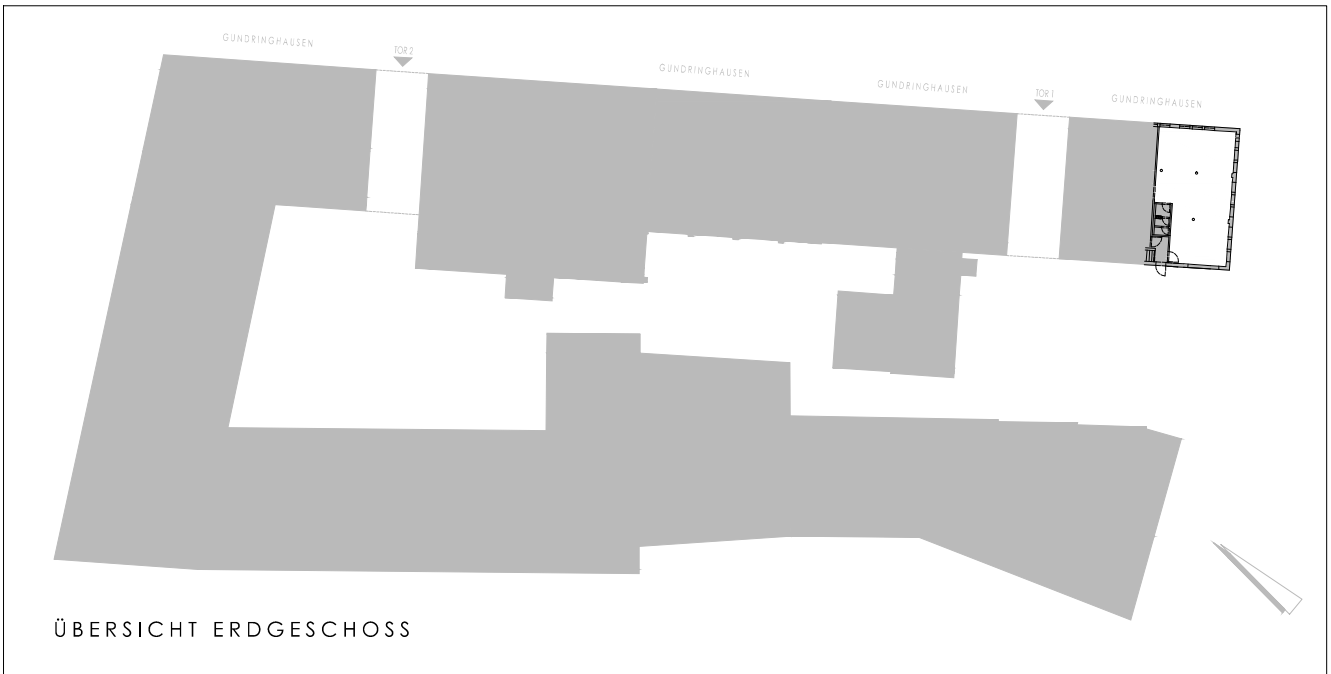 GUNDRINGHAUSEN
TOR 2
GUNDRINGHAUSEN
GUNDRINGHAUSEN
TOR 1
GUNDRINGHAUSEN
ÜBERSICHT ERDGESCHOSS